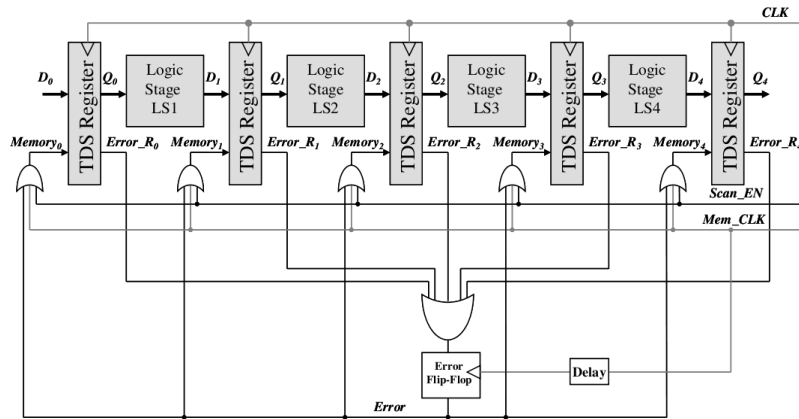 CLK
D0 Q0 D1 Q1 D2 Q2 D3 Q3 D4 Q4
TDS Register
Logic Stage LS1
TDS Register
Logic Stage LS2
TDS Register
Logic Stage LS3
TDS Register
Logic Stage LS4
TDS Register
Memory0 Error_R0 Memory1 Error_R1 Memory2 Error_R2 Memory3 Error_R3 Memory4
Scan_EN
Mem_CLK
Error Flip-Flop
Delay
Error